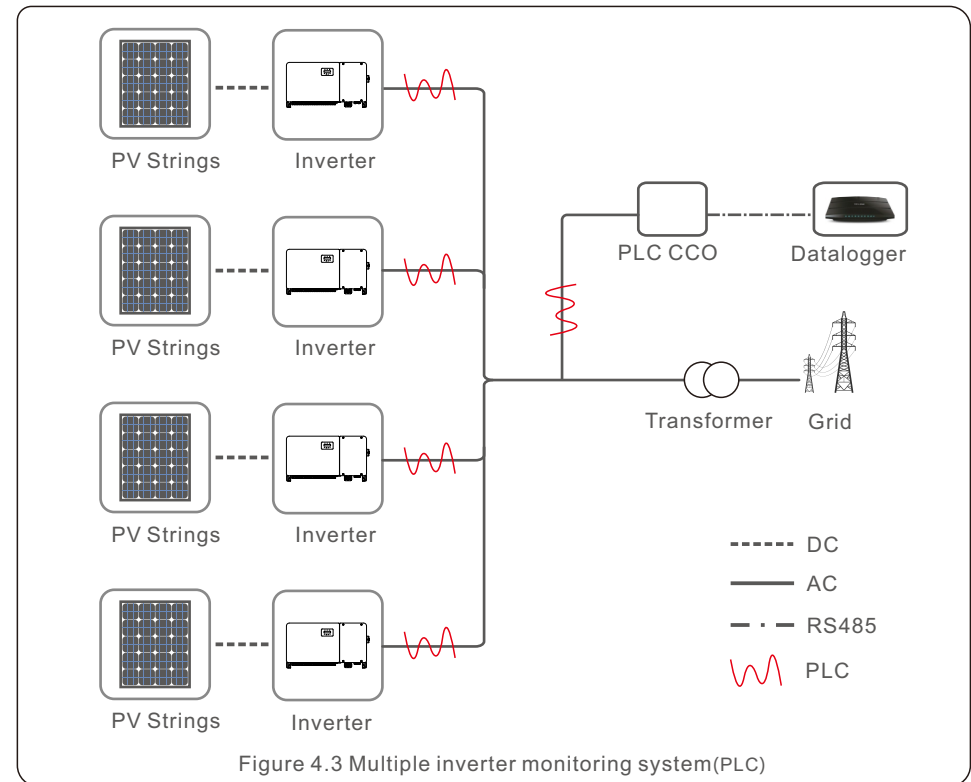 PV Strings
Inverter
PV Strings
Inverter
PLC CCO
Datalogger
Transformer
Grid
PV Strings
Inverter
DC
AC
RS485
PLC
PV Strings
Inverter
Figure 4.3 Multiple inverter monitoring system(PLC)